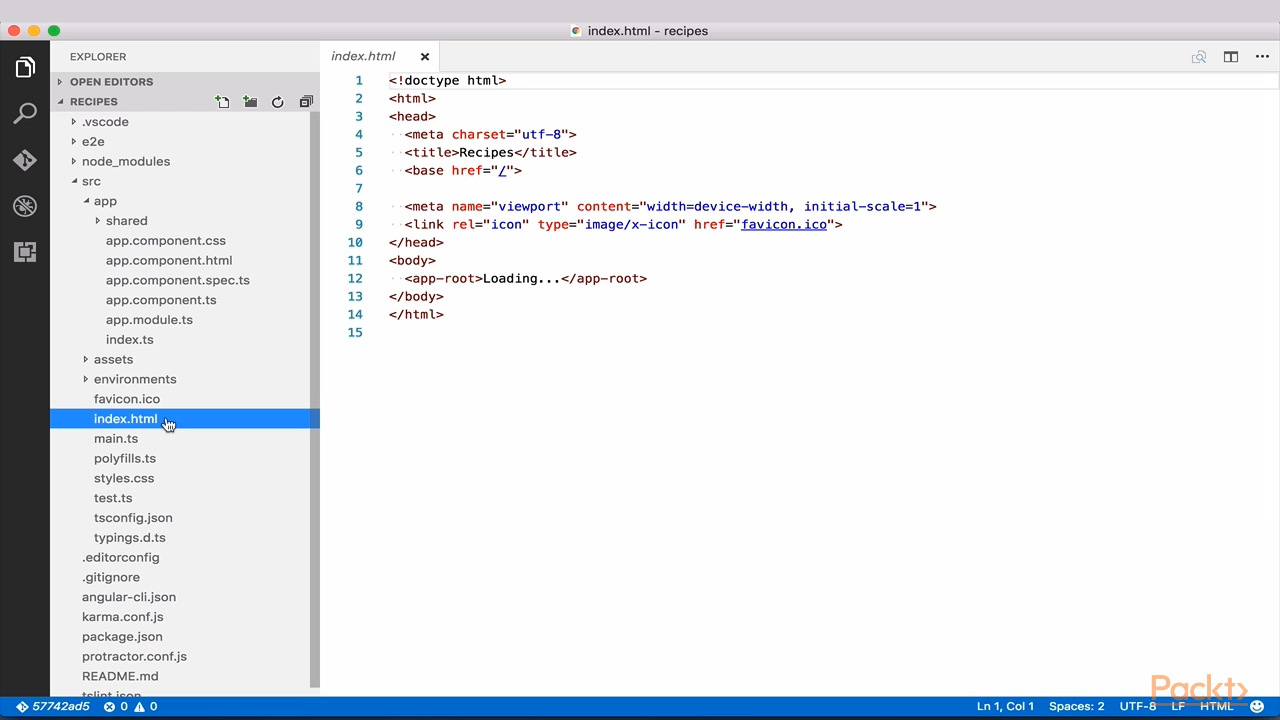 index.html - recipes
EXPLORER
OPEN EDITORS
RECIPES
.vscode
e2e
node_modules
src
app
shared
app.component.css
app.component.html
app.component.spec.ts
app.component.ts
app.module.ts
index.ts
assets
environments
favicon.ico
index.html
main.ts
polyfills.ts
styles.css
test.ts
tsconfig.json
typings.d.ts
.editorconfig
.gitignore
angular-cli.json
karma.conf.js
package.json
protractor.conf.js
README.md
tslint.json
index.html
1 <!doctype html>
2 <html>
3 <head>
4 <meta charset="utf-8">
5 <title>Recipes</title>
6 <base href="/">
7
8 <meta name="viewport" content="width=device-width, initial-scale=1">
9 <link rel="icon" type="image/x-icon" href="favicon.ico">
10 </head>
11 <body>
12 <app-root>Loading...</app-root>
13 </body>
14 </html>
15
Packt>
57742ad5 0 0 Ln 1, Col 1 Spaces: 2 UTF-8 LF HTML